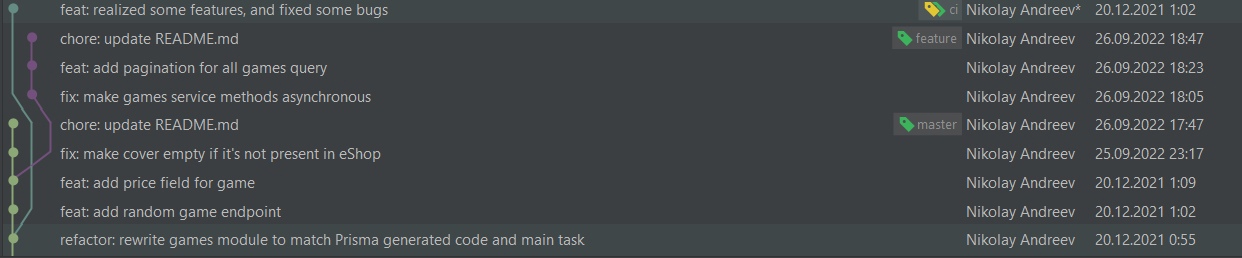 feat: realized some features, and fixed some bugs ci Nikolay Andreev* 20.12.2021 1:02
chore: update README.md feature Nikolay Andreev 26.09.2022 18:47
feat: add pagination for all games query Nikolay Andreev 26.09.2022 18:23
fix: make games service methods asynchronous Nikolay Andreev 26.09.2022 18:05
chore: update README.md master Nikolay Andreev 26.09.2022 17:47
fix: make cover empty if it's not present in eShop Nikolay Andreev 25.09.2022 23:17
feat: add price field for game Nikolay Andreev 20.12.2021 1:09
feat: add random game endpoint Nikolay Andreev 20.12.2021 1:02
refactor: rewrite games module to match Prisma generated code and main task Nikolay Andreev 20.12.2021 0:55